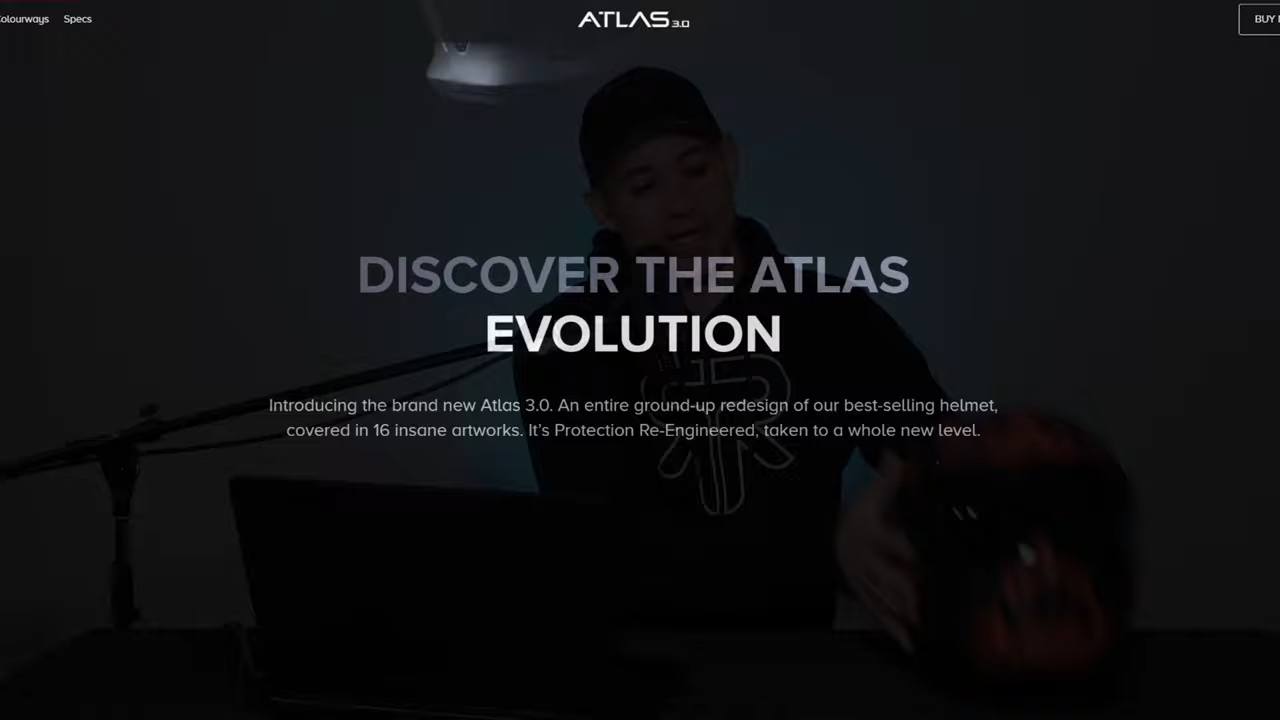 olourways Specs
ATLAS 3.0
BUY
DISCOVER THE ATLAS
EVOLUTION
Introducing the brand new Atlas 3.0. An entire ground-up redesign of our best-selling helmet,
covered in 16 insane artworks. It’s Protection Re-Engineered, taken to a whole new level.